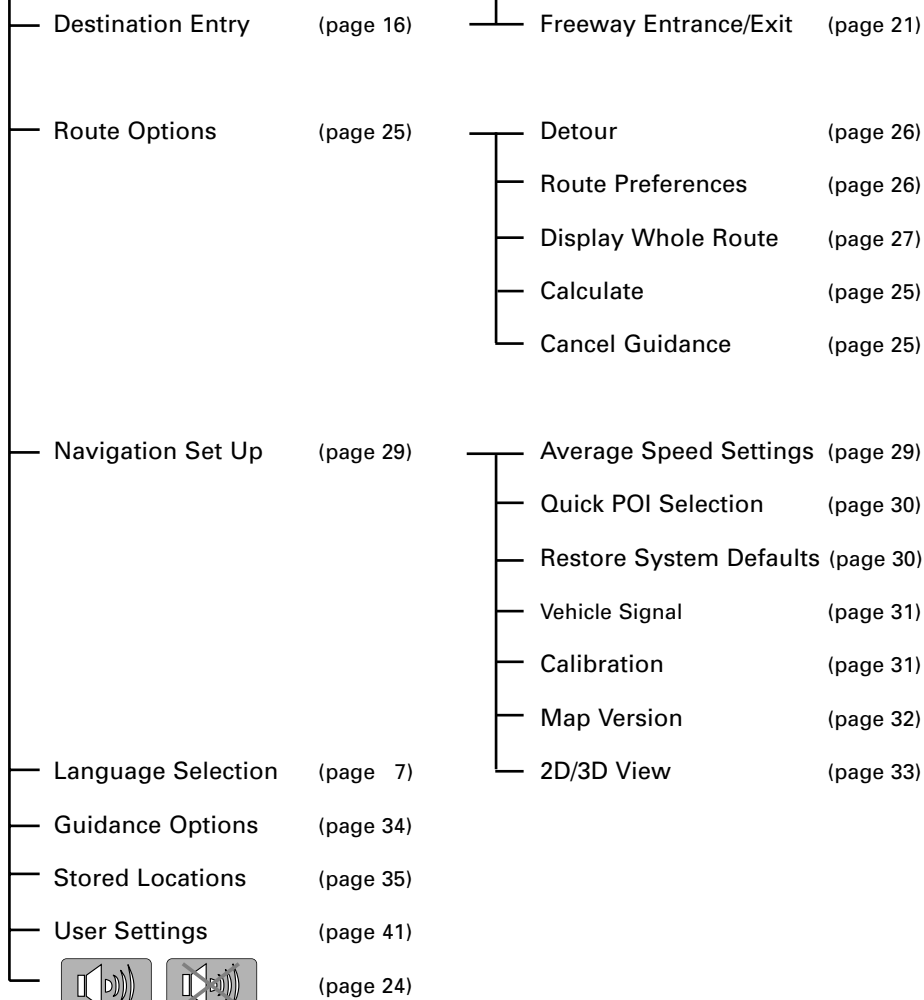 Destination Entry (page 16) Freeway Entrance/Exit (page 21)
Route Options (page 25) Detour (page 26)
Route Preferences (page 26)
Display Whole Route (page 27)
Calculate (page 25)
Cancel Guidance (page 25)
Navigation Set Up (page 29) Average Speed Settings (page 29)
Quick POI Selection (page 30)
Restore System Defaults (page 30)
Vehicle Signal (page 31)
Calibration (page 31)
Map Version (page 32)
Language Selection (page 7) 2D/3D View (page 33)
Guidance Options (page 34)
Stored Locations (page 35)
User Settings (page 41)
(page 24)